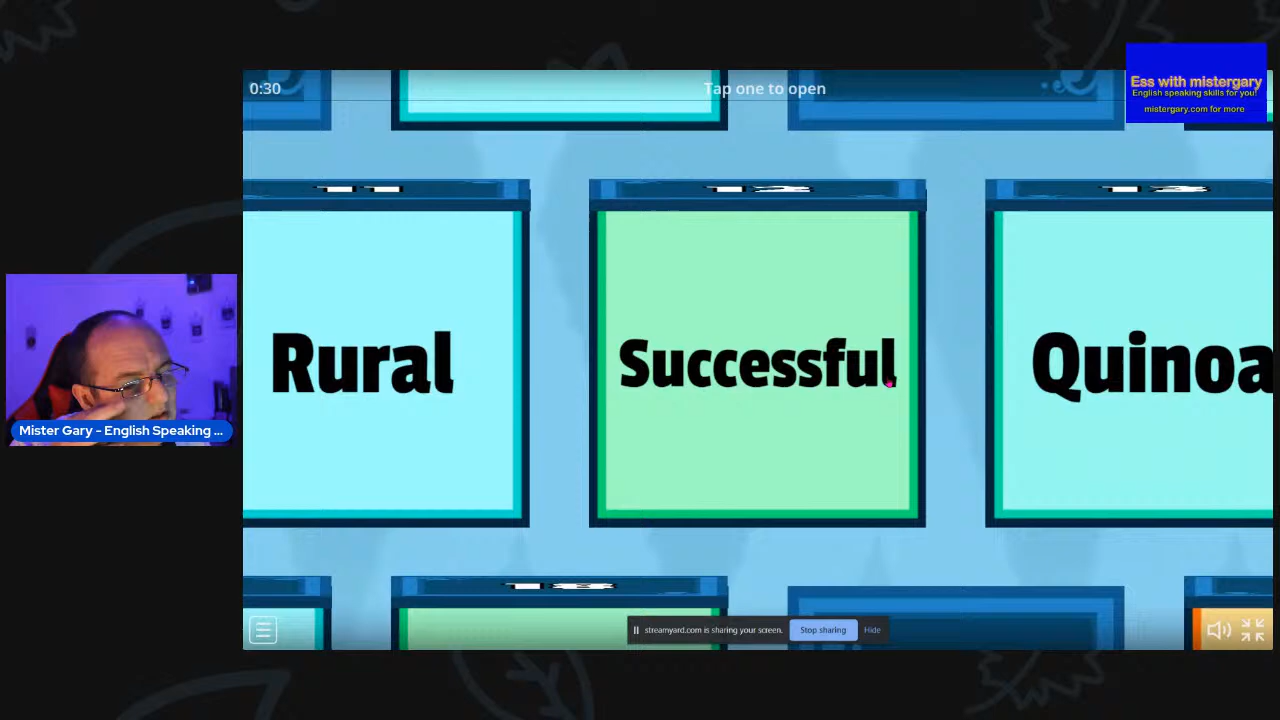 0:30
Tap one to open
Ess with mistergary
English speaking skills for you!
mistergary.com for more
Rural
Successful
Quinoa
Mister Gary - English Speaking ...
streamyard.com is sharing your screen.
Stop sharing
Hide